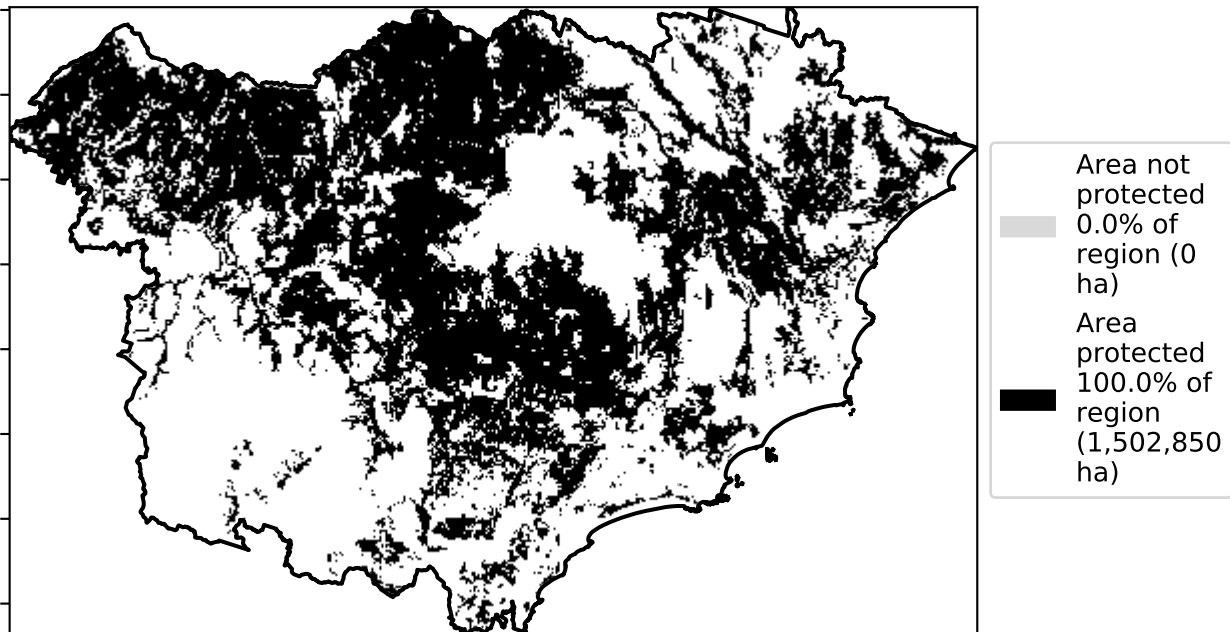 Area not
protected
0.0% of
region (0
ha)
Area
protected
100.0% of
region
(1,502,850
ha)